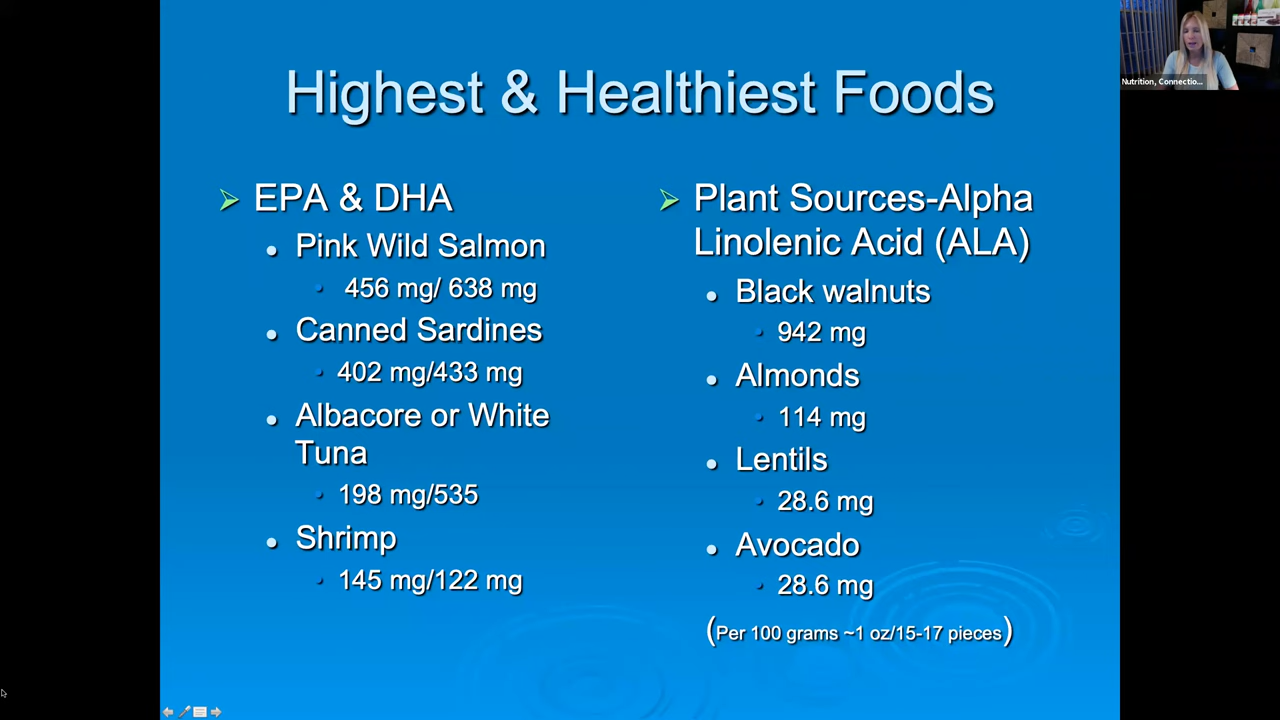 Highest & Healthiest Foods
EPA & DHA
Pink Wild Salmon
456 mg/ 638 mg
Canned Sardines
402 mg/433 mg
Albacore or White
Tuna
198 mg/535
Shrimp
145 mg/122 mg
Plant Sources-Alpha
Linolenic Acid (ALA)
Black walnuts
942 mg
Almonds
114 mg
Lentils
28.6 mg
Avocado
28.6 mg
(Per 100 grams ~1 oz/15-17 pieces)
Nutrition, Connectio...